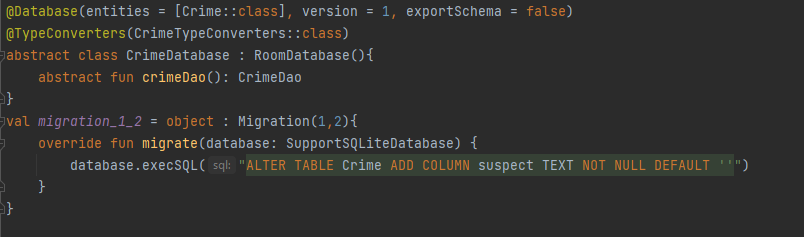 @Database(entities = [Crime::class], version = 1, exportSchema = false)
@TypeConverters(CrimeTypeConverters::class)
abstract class CrimeDatabase : RoomDatabase(){
    abstract fun crimeDao(): CrimeDao
}
val migration_1_2 = object : Migration(1,2){
    override fun migrate(database: SupportSQLiteDatabase) {
        database.execSQL( sql: "ALTER TABLE Crime ADD COLUMN suspect TEXT NOT NULL DEFAULT ''")
    }
}